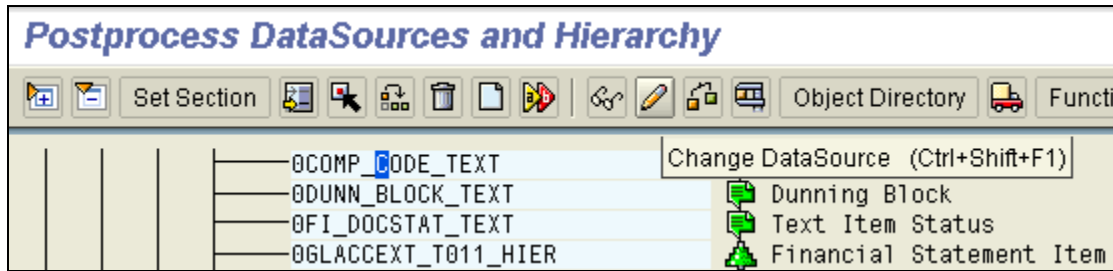 Postprocess DataSources and Hierarchy
Set Section Object Directory Functi
0COMP_CODE_TEXT Change DataSource (Ctrl+Shift+F1)
0DUNN_BLOCK_TEXT Dunning Block
0FI_DOCSTAT_TEXT Text Item Status
0GLACCEXT_T011_HIER Financial Statement Item